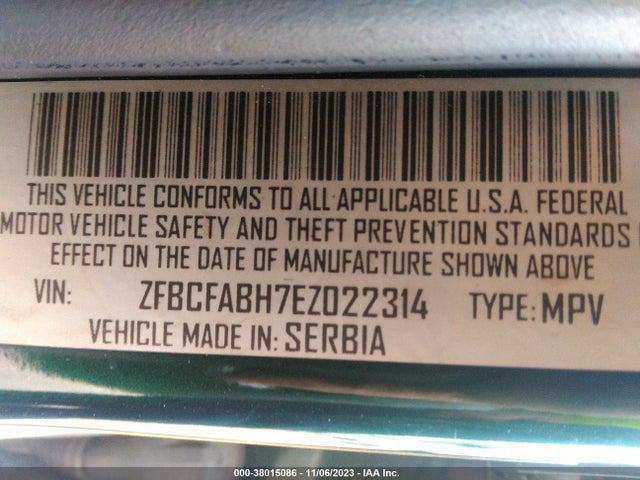 THIS VEHICLE CONFORMS TO ALL APPLICABLE U.S.A. FEDERAL
MOTOR VEHICLE SAFETY AND THEFT PREVENTION STANDARDS
EFFECT ON THE DATE OF MANUFACTURE SHOWN ABOVE
VIN: ZFBCFABH7EZ022314 TYPE: MPV
VEHICLE MADE IN: SERBIA
000-38015086 - 11/06/2023 - IAA Inc.